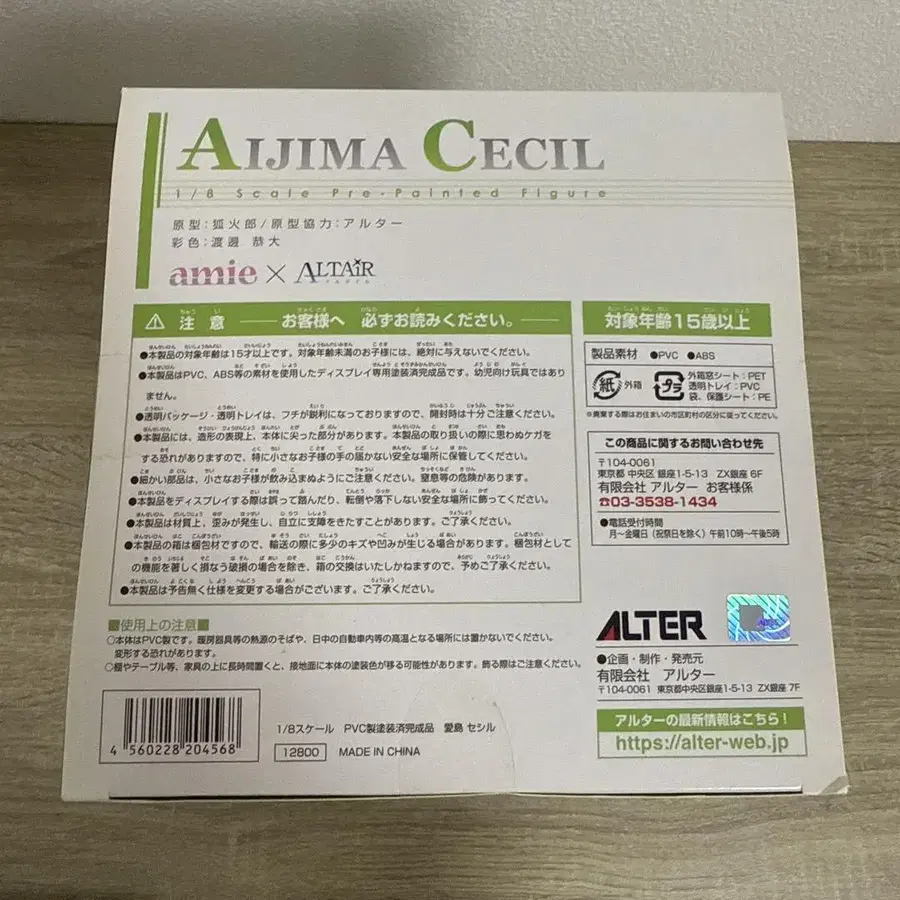 AIJIMA CECIL
1/8 Scale Pre-Painted Figure
原型：狐火郎/原型協力：アルター
彩色：渡邊 恭大
amie × ALTAiR
アルタイル
注意 お客様へ 必ずお読みください。
●本製品の対象年齢は15才以上です。対象年齢未満のお子様には、絶対に与えないでください。
●本製品はPVC、ABS等の素材を使用したディスプレイ専用塗装済完成品です。幼児向け玩具ではあり
ません。
●透明パッケージ・透明トレイは、フチが鋭利になっておりますので、開封時は十分ご注意ください。
●本製品には、造形の表現上、本体に尖った部分があります。本製品の取り扱いの際に思わぬケガを
する恐れがありますので、特に小さなお子様の手の届かない安全な場所に保管してください。
●細かい部品は、小さなお子様が飲み込まぬようにご注意ください。窒息等の危険があります。
●本製品をディスプレイする際は誤って踏んだり、転倒や落下しない安全な場所に飾ってください。
●本製品は材質上、歪みが発生し、自立に支障をきたすことがあります。ご了承ください。
●本製品の箱は梱包材ですので、輸送の際に多少のキズや凹みが生じる場合があります。梱包材として
の機能を著しく損なう破損の場合を除き、箱の交換はいたしかねますので、予めご了承ください。
●本製品は予告無く仕様を変更する場合がございます。ご了承ください。
■使用上の注意■
○本体はPVC製です。暖房器具等の熱源のそばや、日中の自動車内等の高温となる場所には置かないでください。
変形する恐れがあります。
○棚やテーブル等、家具の上に長時間置くと、接地面に本体の塗装色が移る可能性があります。飾る際はご注意ください。
4 560228 204568
1/8スケール PVC製塗装済完成品 愛島 セシル
12800 MADE IN CHINA
対象年齢15歳以上
製品素材 ●PVC ●ABS
紙 外箱
プラ 外箱窓シート：PET
透明トレイ：PVC
袋、保護シート：PE
※廃棄する際はお住まいの市区町村の区分に従ってください。
この商品に関するお問い合わせ先
〒104-0061
東京都 中央区 銀座 1-5-13 ZX銀座 6F
有限会社 アルター お客様係
☎03-3538-1434
●電話受付時間
月～金曜日（祝祭日を除く）午前10時～午後5時
ALTER
●企画・制作・発売元
有限会社 アルター
〒104-0061 東京都中央区銀座1-5-13 ZX銀座 7F
アルターの最新情報はこちら！
https://alter-web.jp